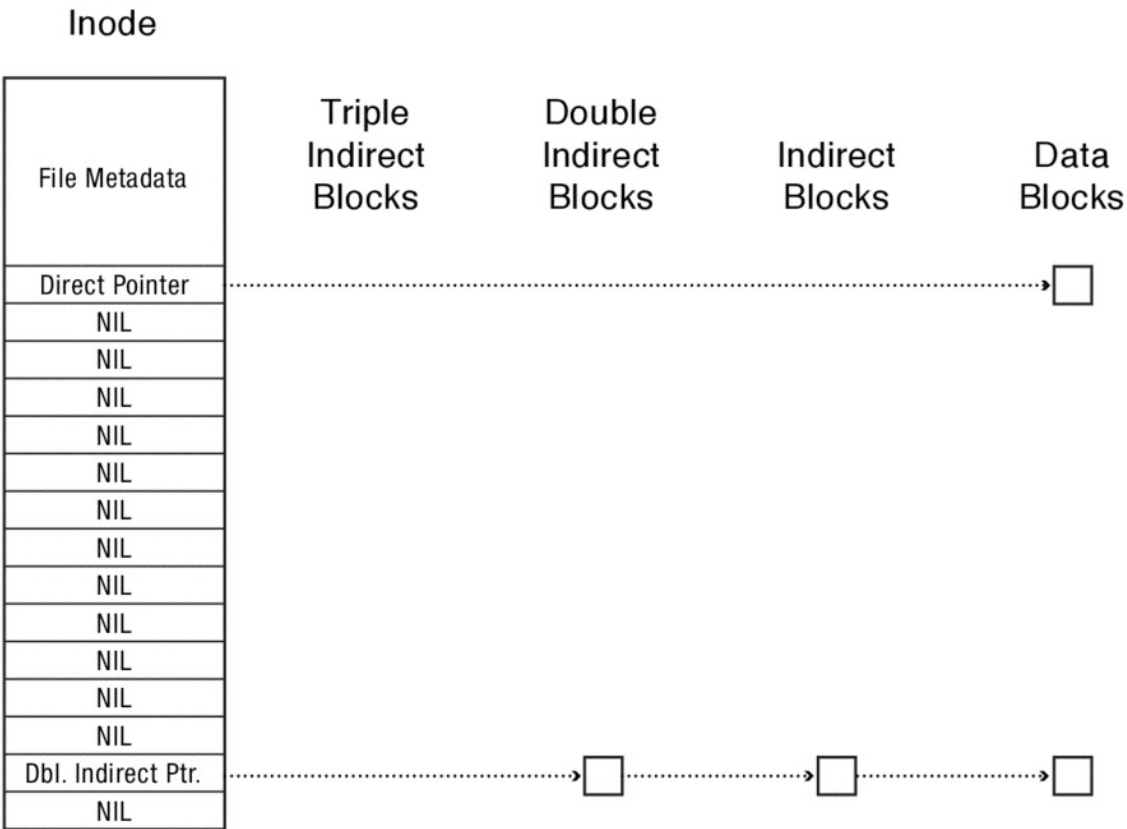 Inode
Triple
Indirect
Blocks
Double
Indirect
Blocks
Indirect
Blocks
Data
Blocks
File Metadata
Direct Pointer
NIL
NIL
NIL
NIL
NIL
NIL
NIL
NIL
NIL
NIL
NIL
NIL
Dbl. Indirect Ptr.
NIL